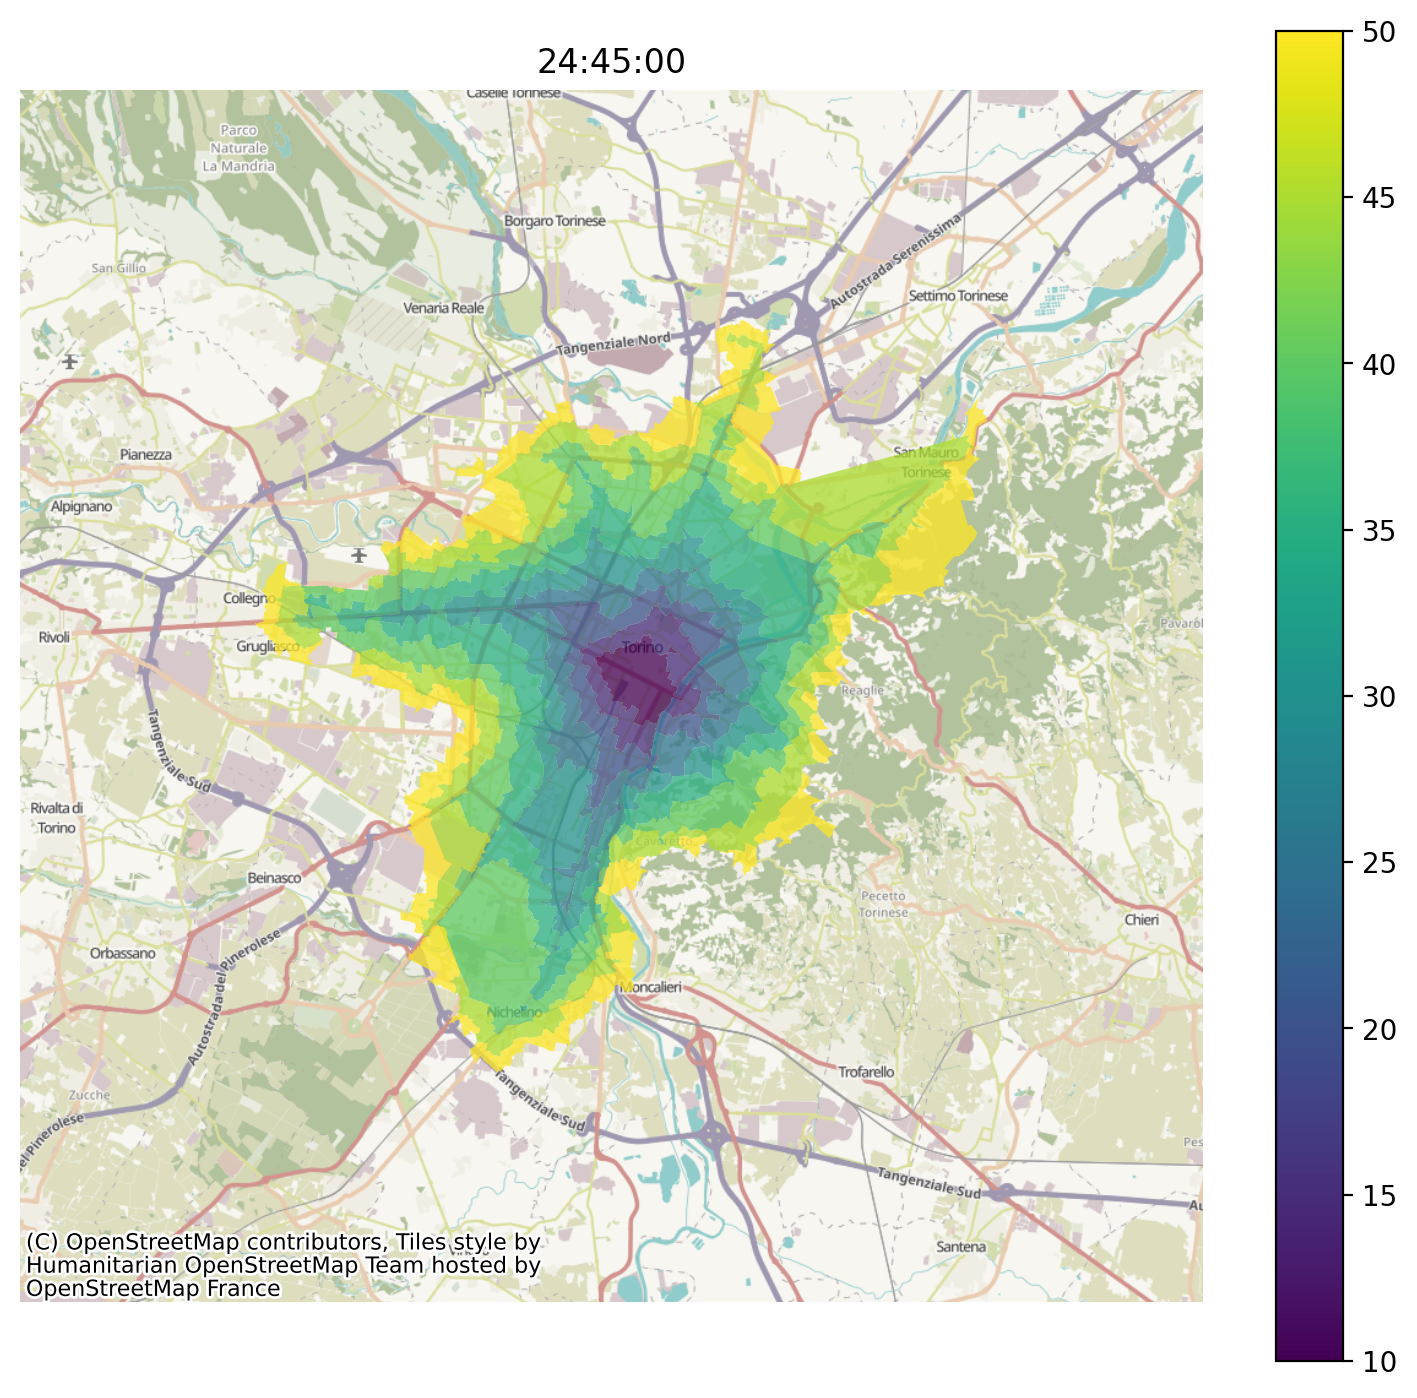 24:45:00
50
45
40
35
30
25
20
15
10
Caselle Torinese
Parco
Naturale
La Mandria
Borgaro Torinese
Autostrada Serenissima
San Gillio
Venaria Reale
Settimo Torinese
Tangenziale Nord
Pianezza
San Mauro
Torinese
Alpignano
Collegno
Rivoli
Grugliasco
Torino
Pavarol
Reaglie
Tangenziale Sud
Rivalta di
Torino
Cavoretto
Beinasco
Pecetto
Torinese
Chieri
Orbassano
Autostrada del Pinerolese
Moncalieri
Nichelino
Trofarello
Zucche
Tangenziale Sud
el Pinerolese
Pes
Tangenziale Sud
Au
Santena
(C) OpenStreetMap contributors, Tiles style by
Humanitarian OpenStreetMap Team hosted by
OpenStreetMap France